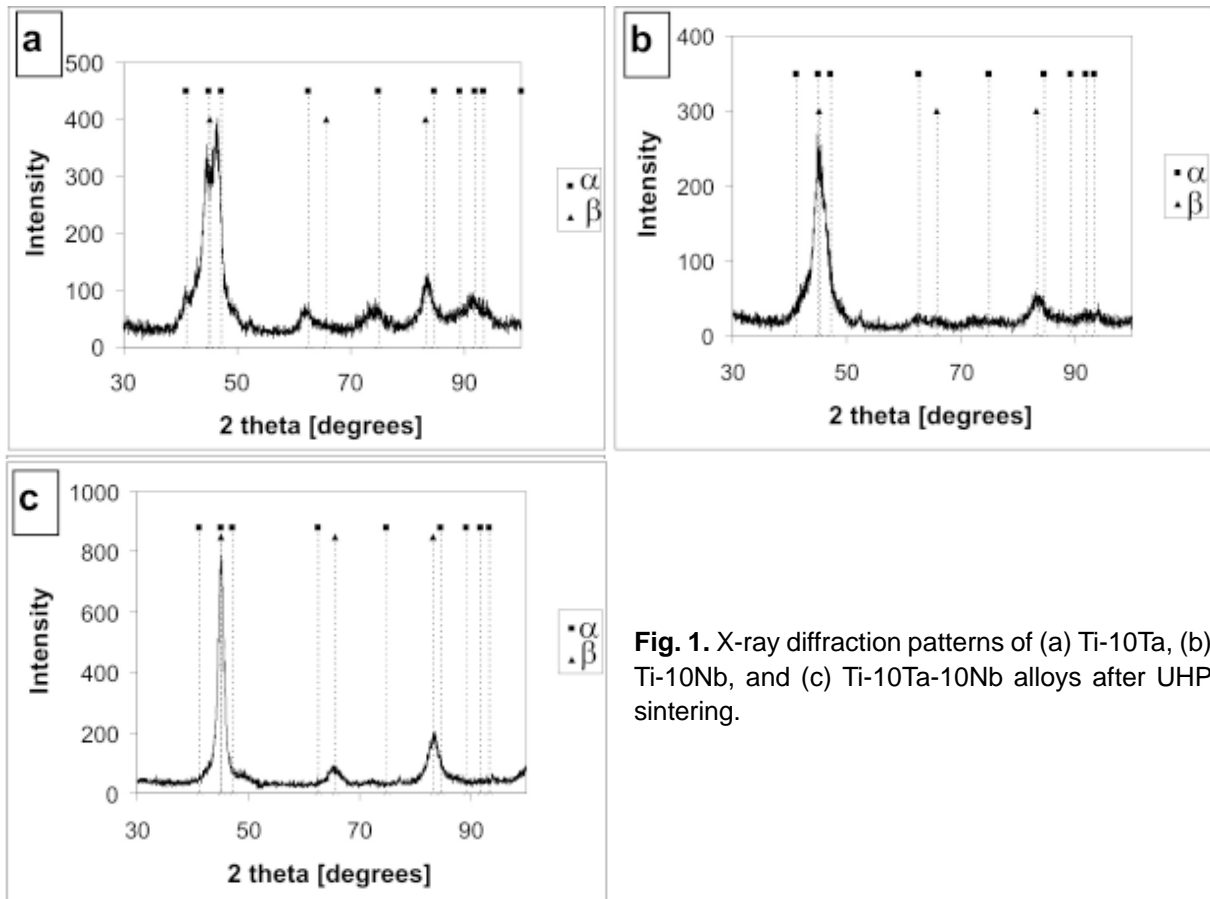 a
500
400
300
200
100
0
30 50 70 90
Intensity
2 theta [degrees]
■ α
▲ β
b
400
300
200
100
0
30 50 70 90
Intensity
2 theta [degrees]
■ α
▲ β
c
1000
800
600
400
200
0
30 50 70 90
Intensity
2 theta [degrees]
■ α
▲ β
Fig. 1. X-ray diffraction patterns of (a) Ti-10Ta, (b)
Ti-10Nb, and (c) Ti-10Ta-10Nb alloys after UHP
sintering.